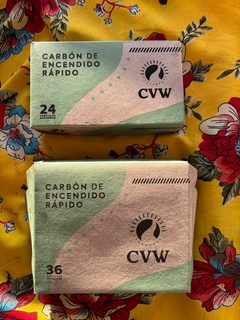 CARBÓN DE
ENCENDIDO
RÁPIDO
24
CVW
CARBÓN DE
ENCENDIDO
RÁPIDO
36
CVW